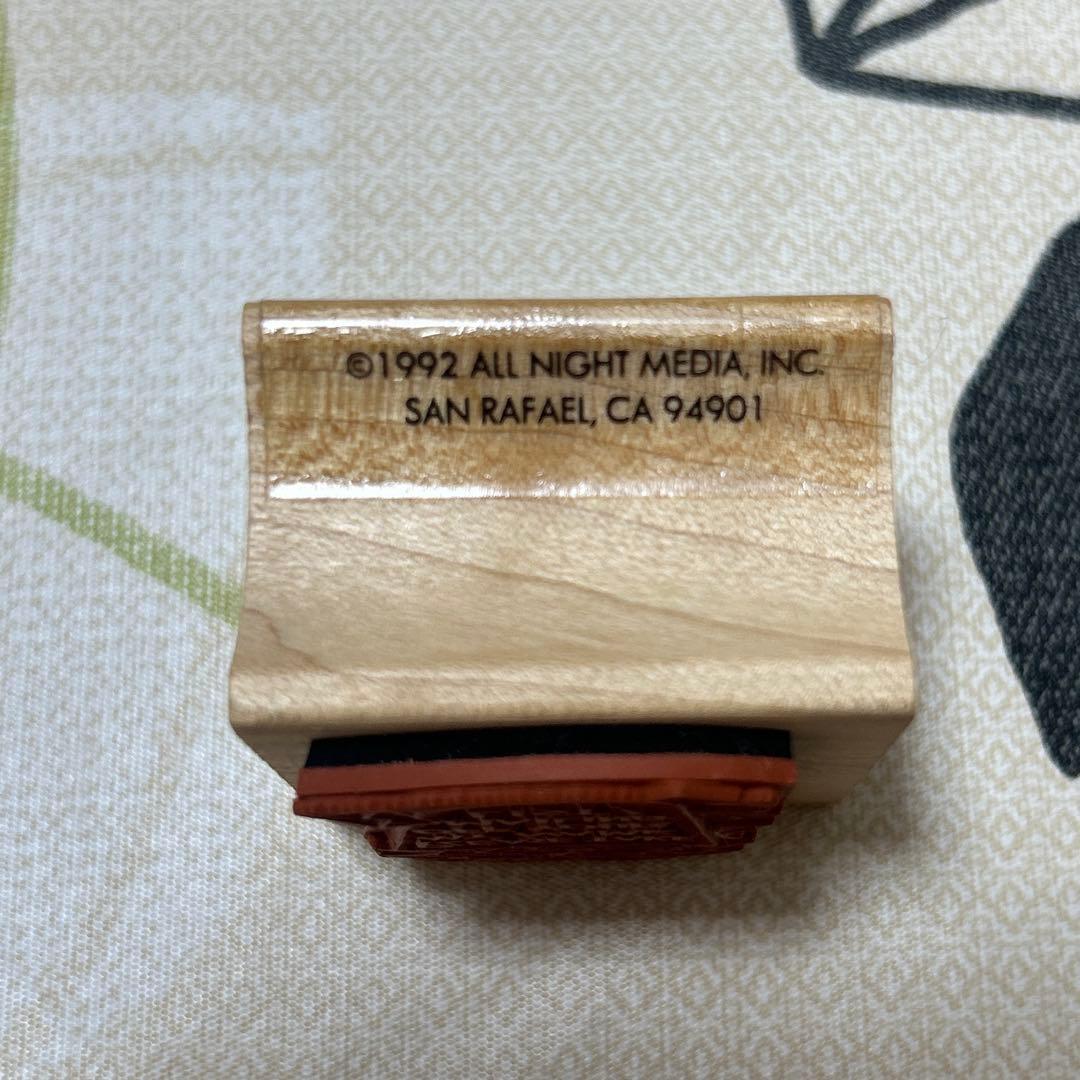 ©1992 ALL NIGHT MEDIA, INC.
SAN RAFAEL, CA 94901